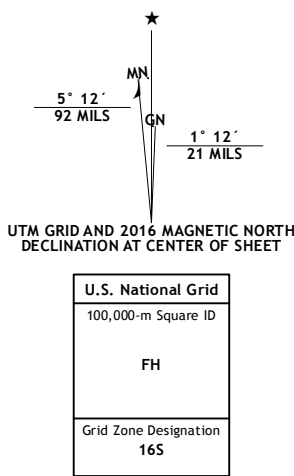 ★
MN
GN
5° 12´
92 MILS
1° 12´
21 MILS
UTM GRID AND 2016 MAGNETIC NORTH
DECLINATION AT CENTER OF SHEET
U.S. National Grid
100,000-m Square ID
FH
Grid Zone Designation
16S